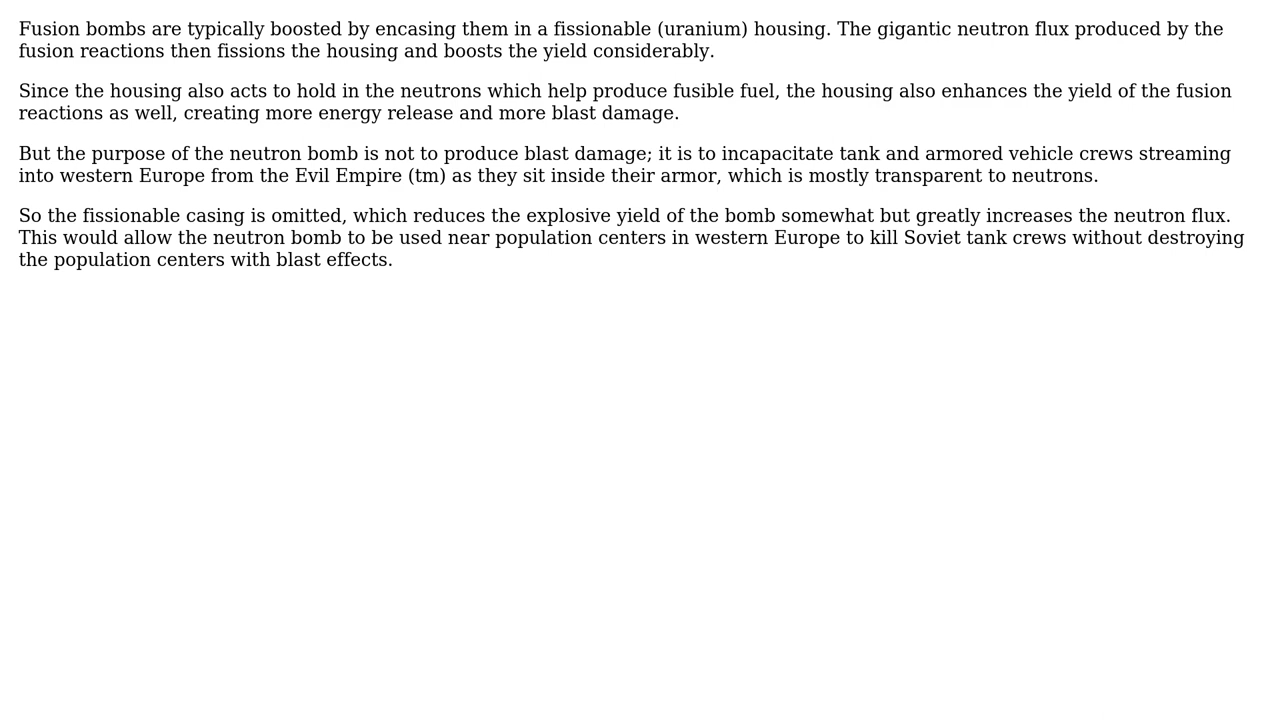 Fusion bombs are typically boosted by encasing them in a fissionable (uranium) housing. The gigantic neutron flux produced by the
fusion reactions then fissions the housing and boosts the yield considerably.
Since the housing also acts to hold in the neutrons which help produce fusible fuel, the housing also enhances the yield of the fusion
reactions as well, creating more energy release and more blast damage.
But the purpose of the neutron bomb is not to produce blast damage; it is to incapacitate tank and armored vehicle crews streaming
into western Europe from the Evil Empire (tm) as they sit inside their armor, which is mostly transparent to neutrons.
So the fissionable casing is omitted, which reduces the explosive yield of the bomb somewhat but greatly increases the neutron flux.
This would allow the neutron bomb to be used near population centers in western Europe to kill Soviet tank crews without destroying
the population centers with blast effects.